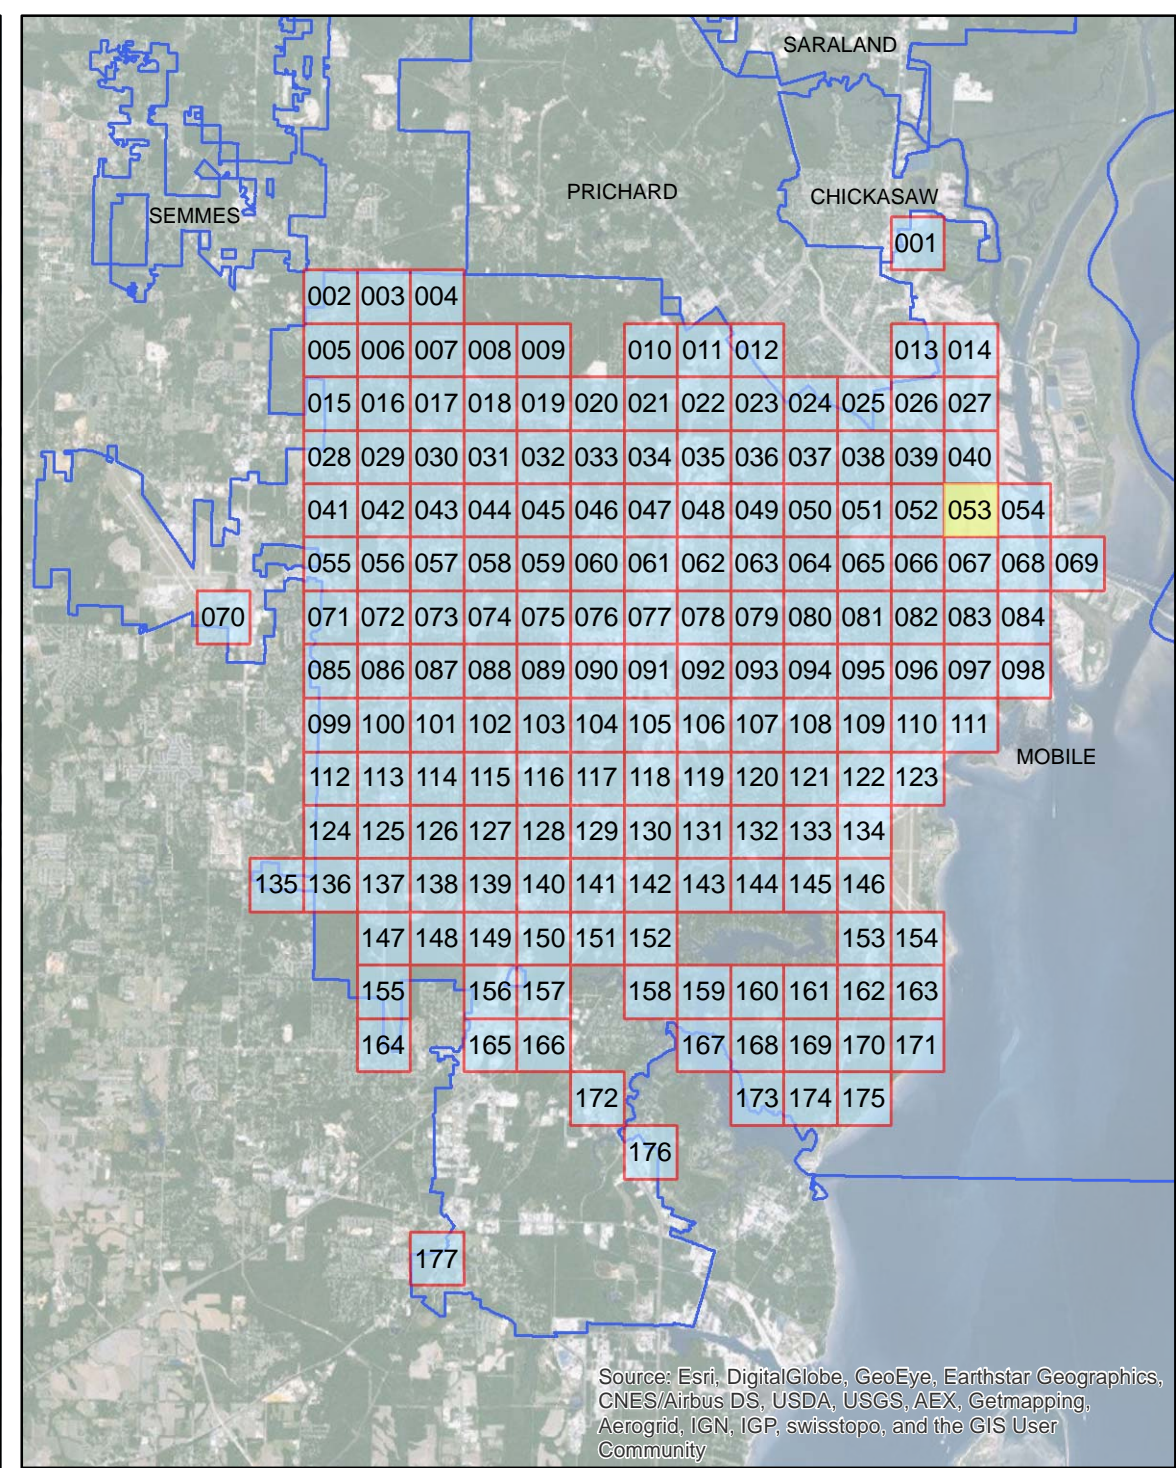 SARALAND
PRICHARD CHICKASAW
SEMMES
001
002 003 004
005 006 007 008 009 010 011 012 013 014
015 016 017 018 019 020 021 022 023 024 025 026 027
028 029 030 031 032 033 034 035 036 037 038 039 040
041 042 043 044 045 046 047 048 049 050 051 052 053 054
055 056 057 058 059 060 061 062 063 064 065 066 067 068 069
070 071 072 073 074 075 076 077 078 079 080 081 082 083 084
085 086 087 088 089 090 091 092 093 094 095 096 097 098
099 100 101 102 103 104 105 106 107 108 109 110 111
MOBILE
112 113 114 115 116 117 118 119 120 121 122 123
124 125 126 127 128 129 130 131 132 133 134
135 136 137 138 139 140 141 142 143 144 145 146
147 148 149 150 151 152 153 154
155 156 157 158 159 160 161 162 163
164 165 166 167 168 169 170 171
172 173 174 175
176
177
Source: Esri, DigitalGlobe, GeoEye, Earthstar Geographics,
CNES/Airbus DS, USDA, USGS, AEX, Getmapping,
Aerogrid, IGN, IGP, swisstopo, and the GIS User
Community